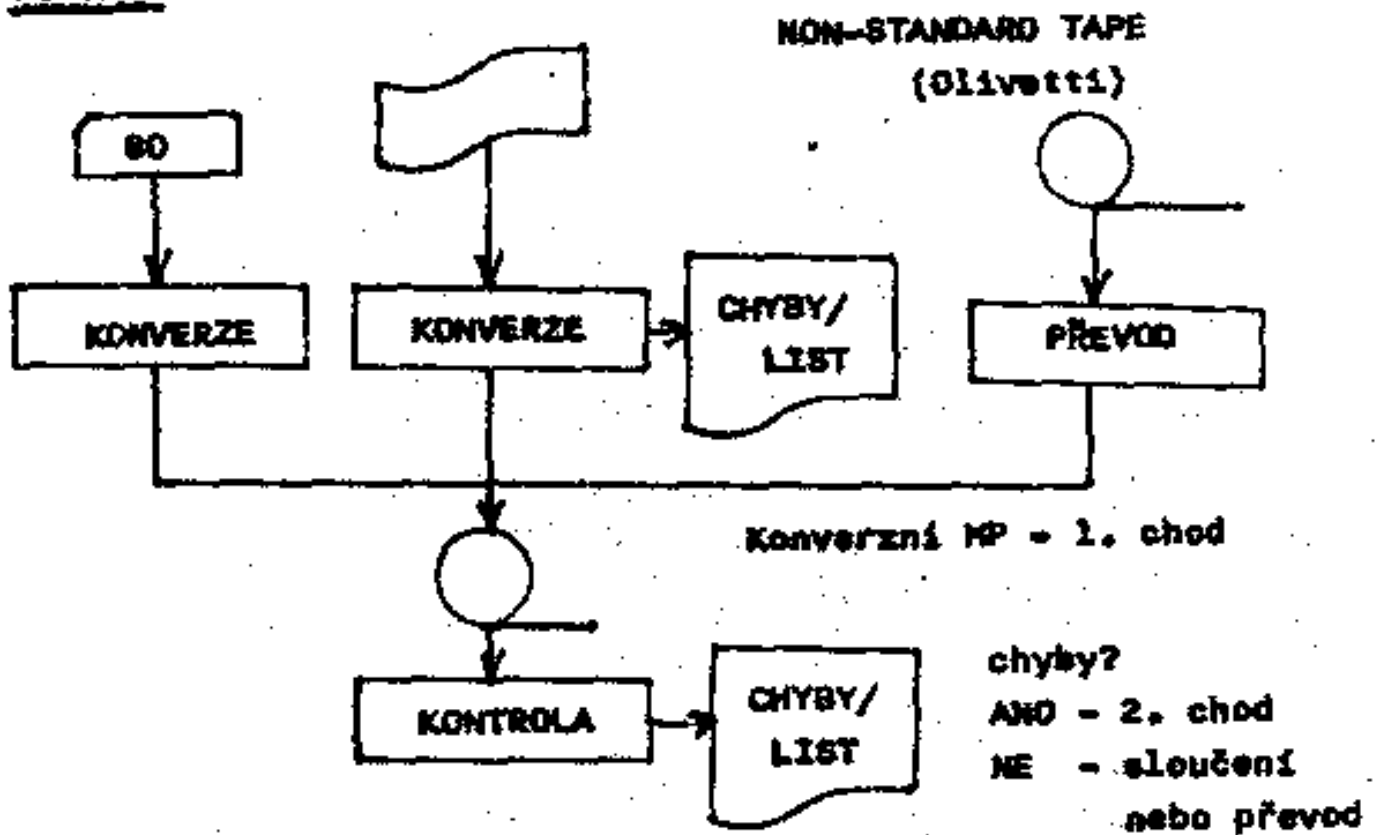 NON-STANDARD TAPE
(Olivetti)
80
KONVERZE
KONVERZE
CHYBY/
LIST
PŘEVOD
Konverzní MP - 1. chod
KONTROLA
CHYBY/
LIST
chyby?
ANO - 2. chod
NE - sloučení
nebo převod